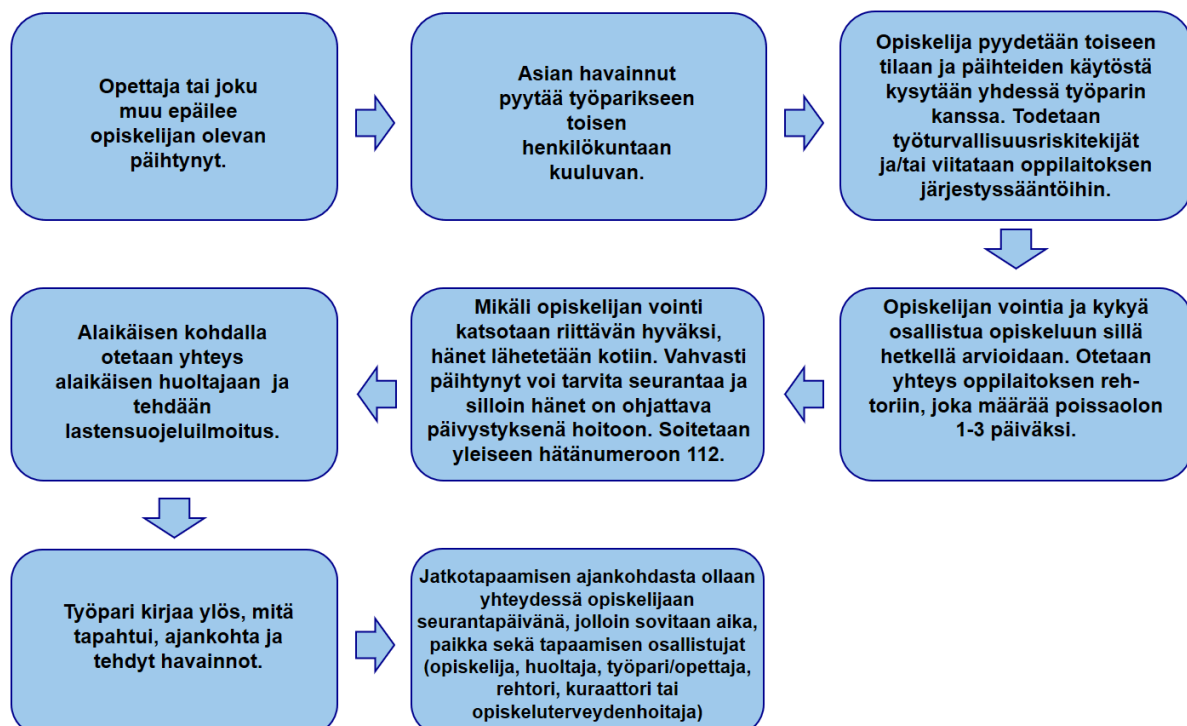 Opettaja tai joku
muu epäilee
opiskelijan olevan
päihtynyt.
Asian havainnut
pyytää työparikseen
toisen
henkilökuntaan
kuuluvan.
Opiskelija pyydetään toiseen
tilaan ja päihteiden käytöstä
kysytään yhdessä työparin
kanssa. Todetaan
työturvallisuusriskitekijät
ja/tai viitataan oppilaitoksen
järjestyssääntöihin.
Opiskelijan vointia ja kykyä
osallistua opiskeluun sillä
hetkellä arvioidaan. Otetaan
yhteys oppilaitoksen reh-
toriin, joka määrää poissaolon
1-3 päiväksi.
Mikäli opiskelijan vointi
katsotaan riittävän hyväksi,
hänet lähetetään kotiin. Vahvasti
päihtynyt voi tarvita seurantaa ja
silloin hänet on ohjattava
päivystyksenä hoitoon. Soitetaan
yleiseen hätänumeroon 112.
Alaikäisen kohdalla
otetaan yhteys
alaikäisen huoltajaan ja
tehdään
lastensuojeluilmoitus.
Työpari kirjaa ylös, mitä
tapahtui, ajankohta ja
tehdyt havainnot.
Jatkotapaamisen ajankohdasta ollaan
yhteydessä opiskelijaan
seurantapäivänä, jolloin sovitaan aika,
paikka sekä tapaamisen osallistujat
(opiskelija, huoltaja, työpari/opettaja,
rehtori, kuraattori tai
opiskeluterveydenhoitaja)